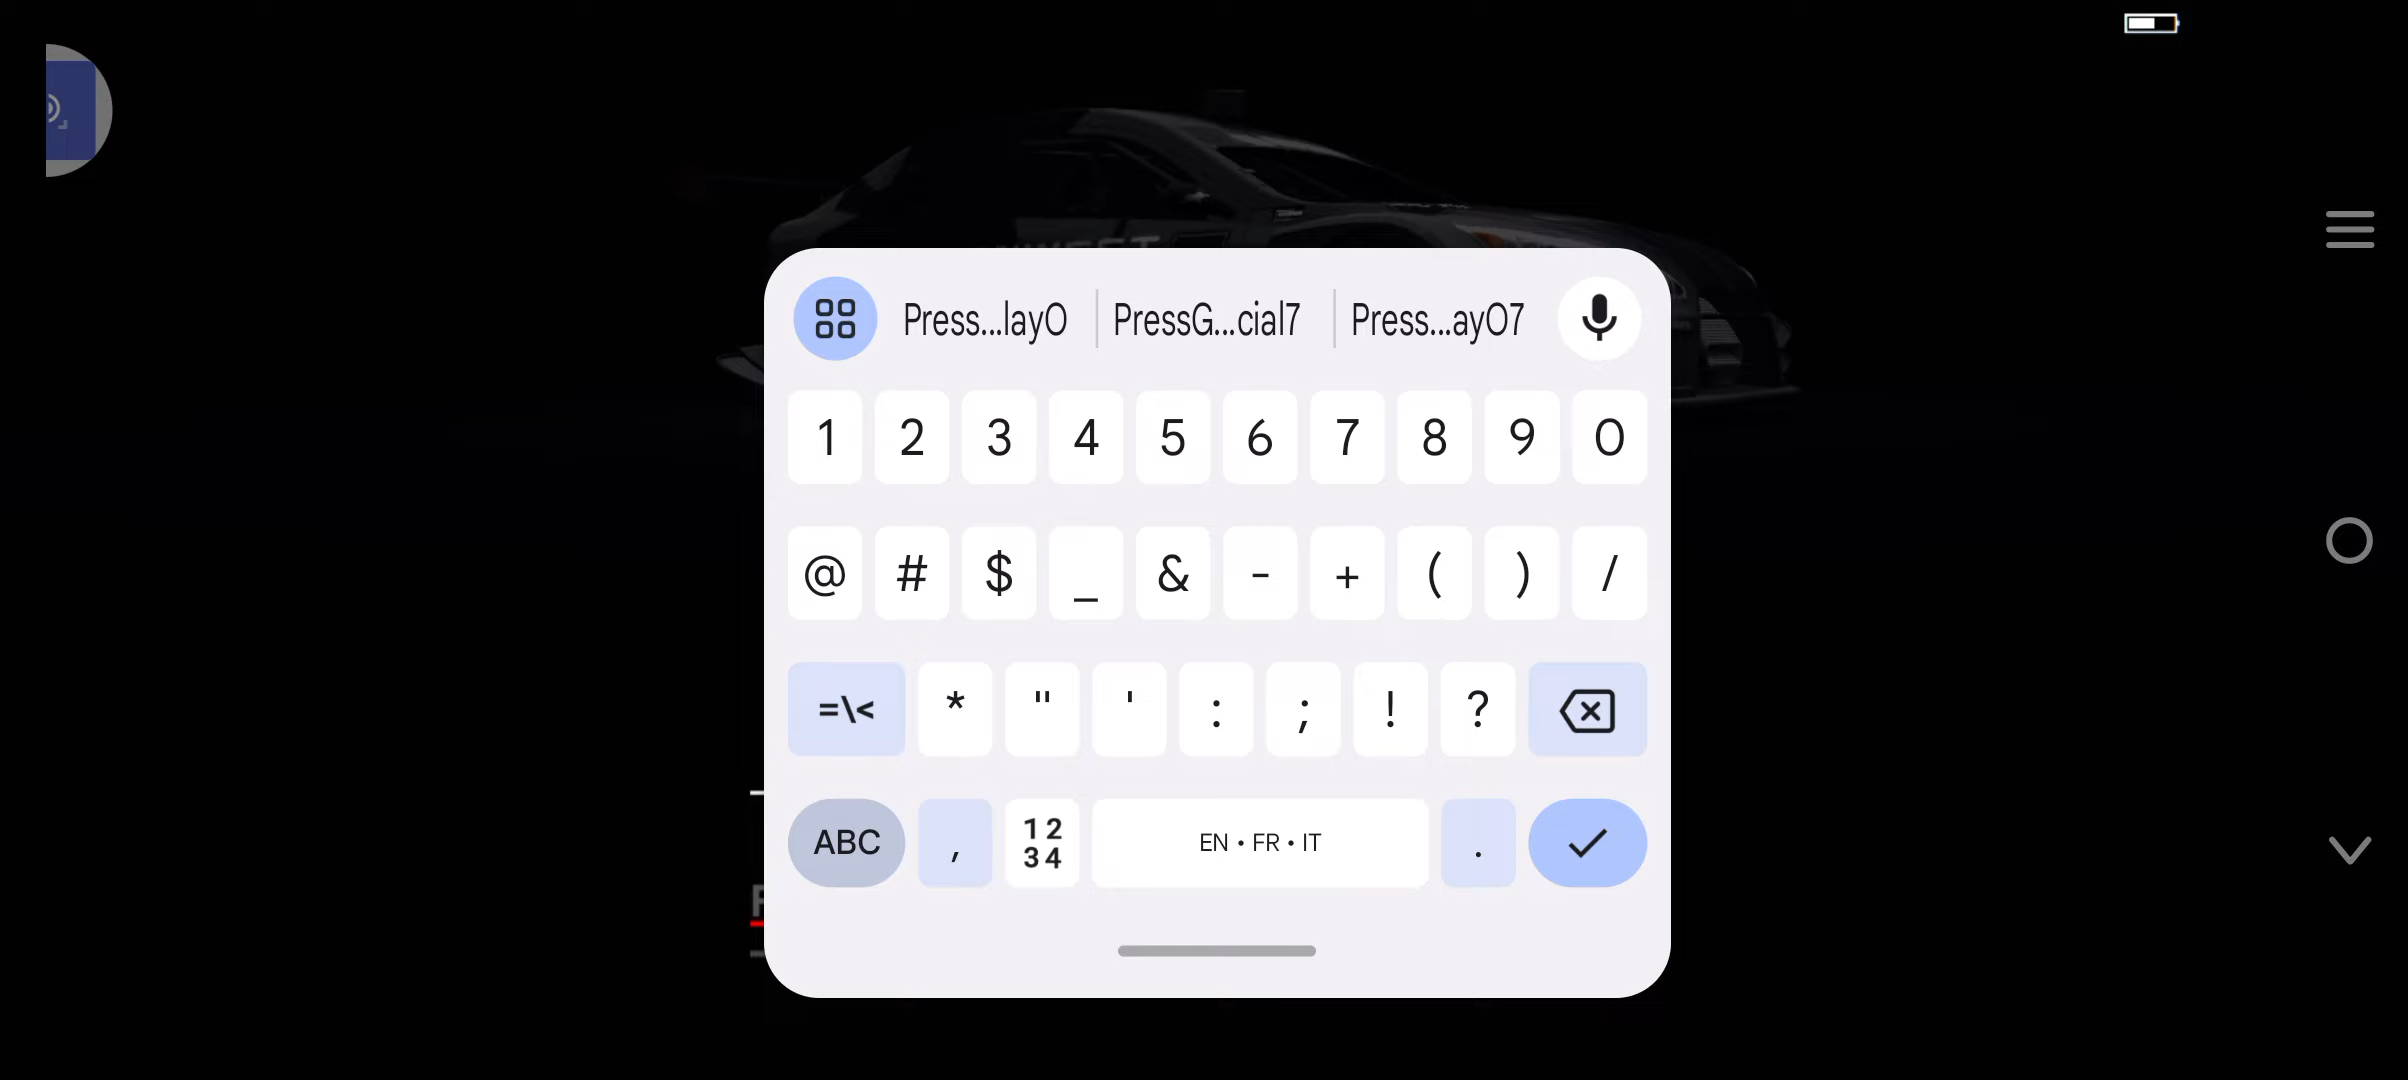 Press...layO
PressG...cial7
Press...ayO7
1 2 3 4 5 6 7 8 9 0
@ # $ _ & - + ( ) /
=\< * " ' : ; ! ?
ABC , 12 34 EN • FR • IT .